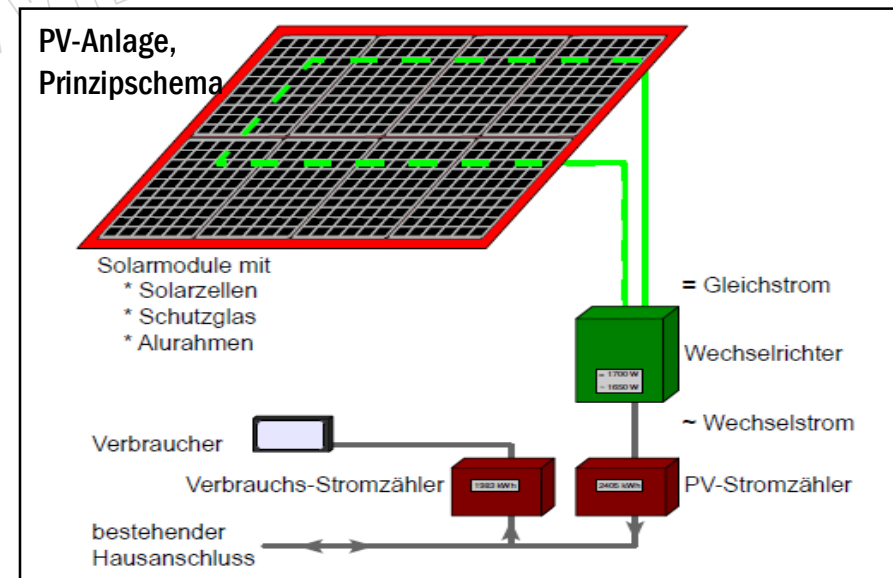 PV-Anlage,
Prinzipschema
Solarmodule mit
* Solarzellen
* Schutzglas
* Alurahmen
= Gleichstrom
Wechselrichter
= 1700 W
~ 1650 W
~ Wechselstrom
Verbraucher
Verbrauchs-Stromzähler
1983 kWh
2405 kWh
PV-Stromzähler
bestehender
Hausanschluss